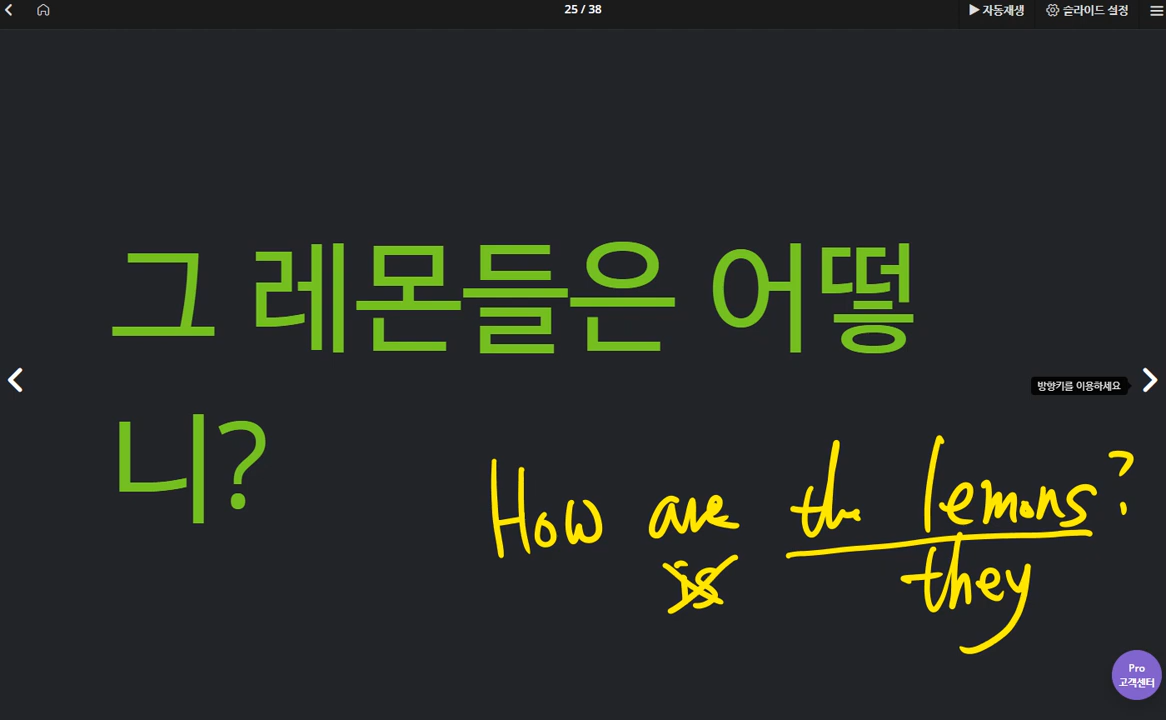 25 / 38
자동재생
슬라이드 설정
그 레몬들은 어떻
니?
방향키를 이용하세요
How are the lemons?
is
they
Pro
고객센터